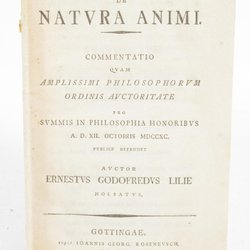 DE
NATVRA ANIMI.
COMMENTATIO
QVAM
AMPLISSIMI PHILOSOPHORVM
ORDINIS AVCTORITATE
PRO
SVMMIS IN PHILOSOPHIA HONORIBVS
A. D. XII. OCTOBRIS MDCCXC.
PVBLICE DEFENDET
AVCTOR
ERNESTVS GODOFREDVS LILIE
HOLSATVS.
GOTTINGAE,
IOANNIS GEORG. ROSENBVSCH.